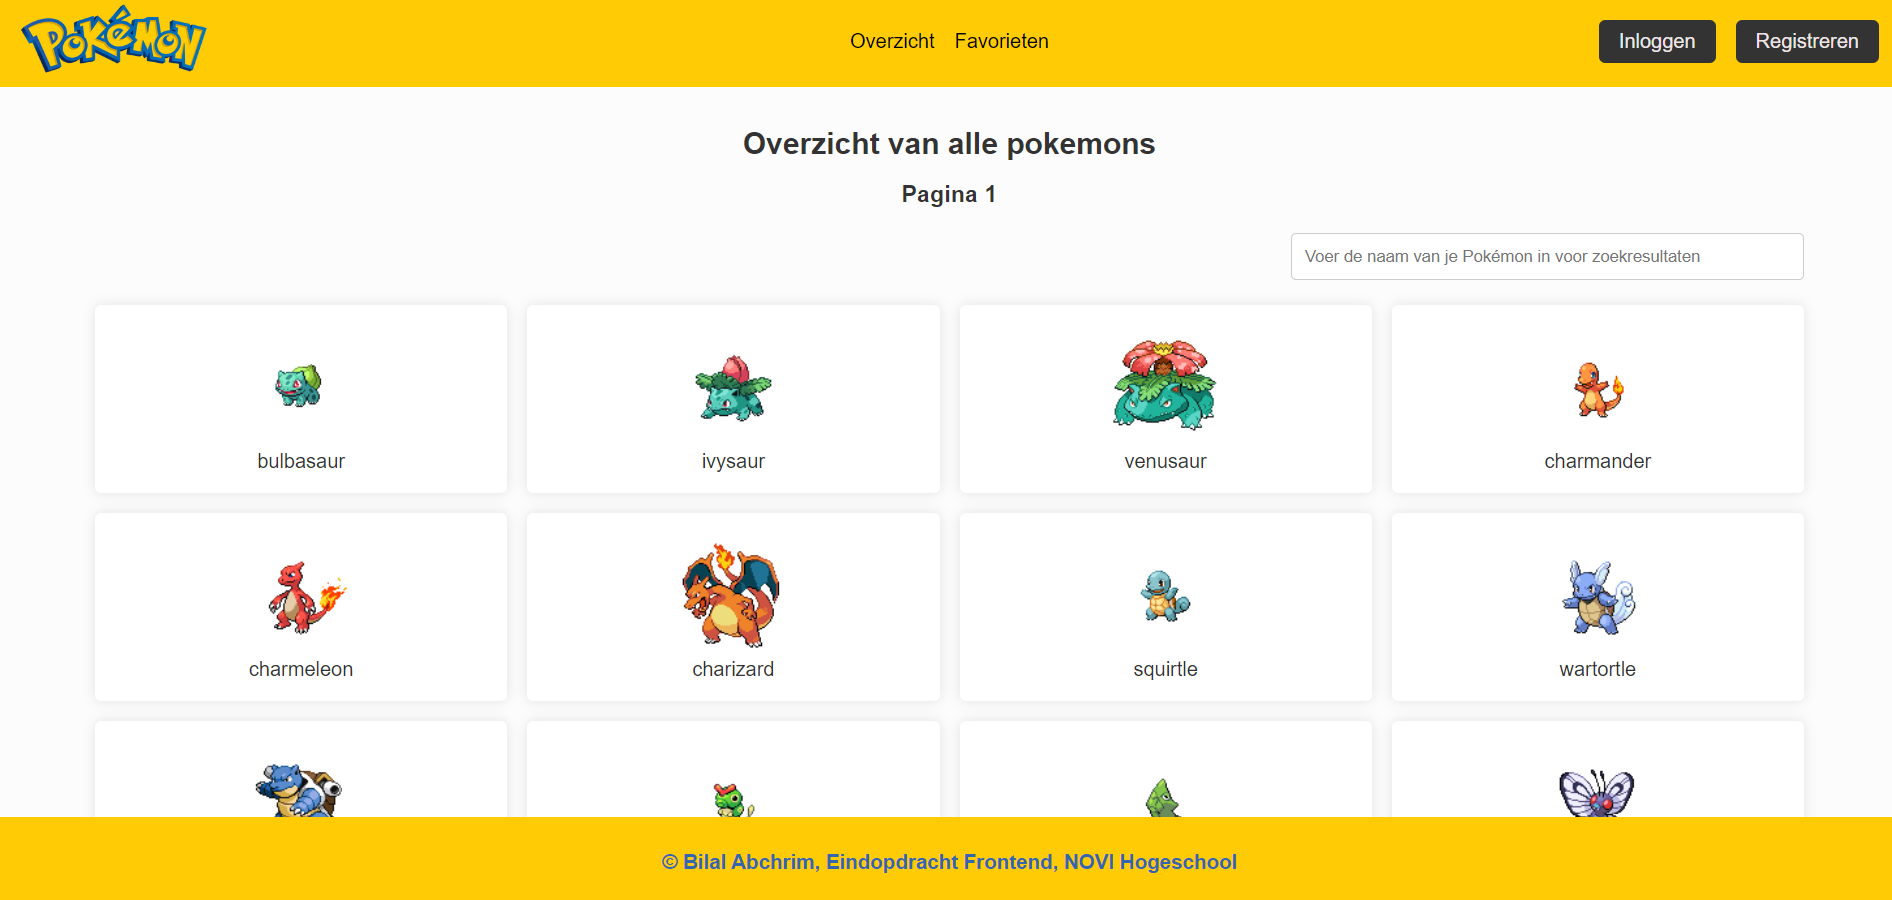 POKéMON
Overzicht Favorieten
Inloggen Registreren
Overzicht van alle pokemons
Pagina 1
Voer de naam van je Pokémon in voor zoekresultaten
bulbasaur
ivysaur
venusaur
charmander
charmeleon
charizard
squirtle
wartortle
© Bilal Abchrim, Eindopdracht Frontend, NOVI Hogeschool